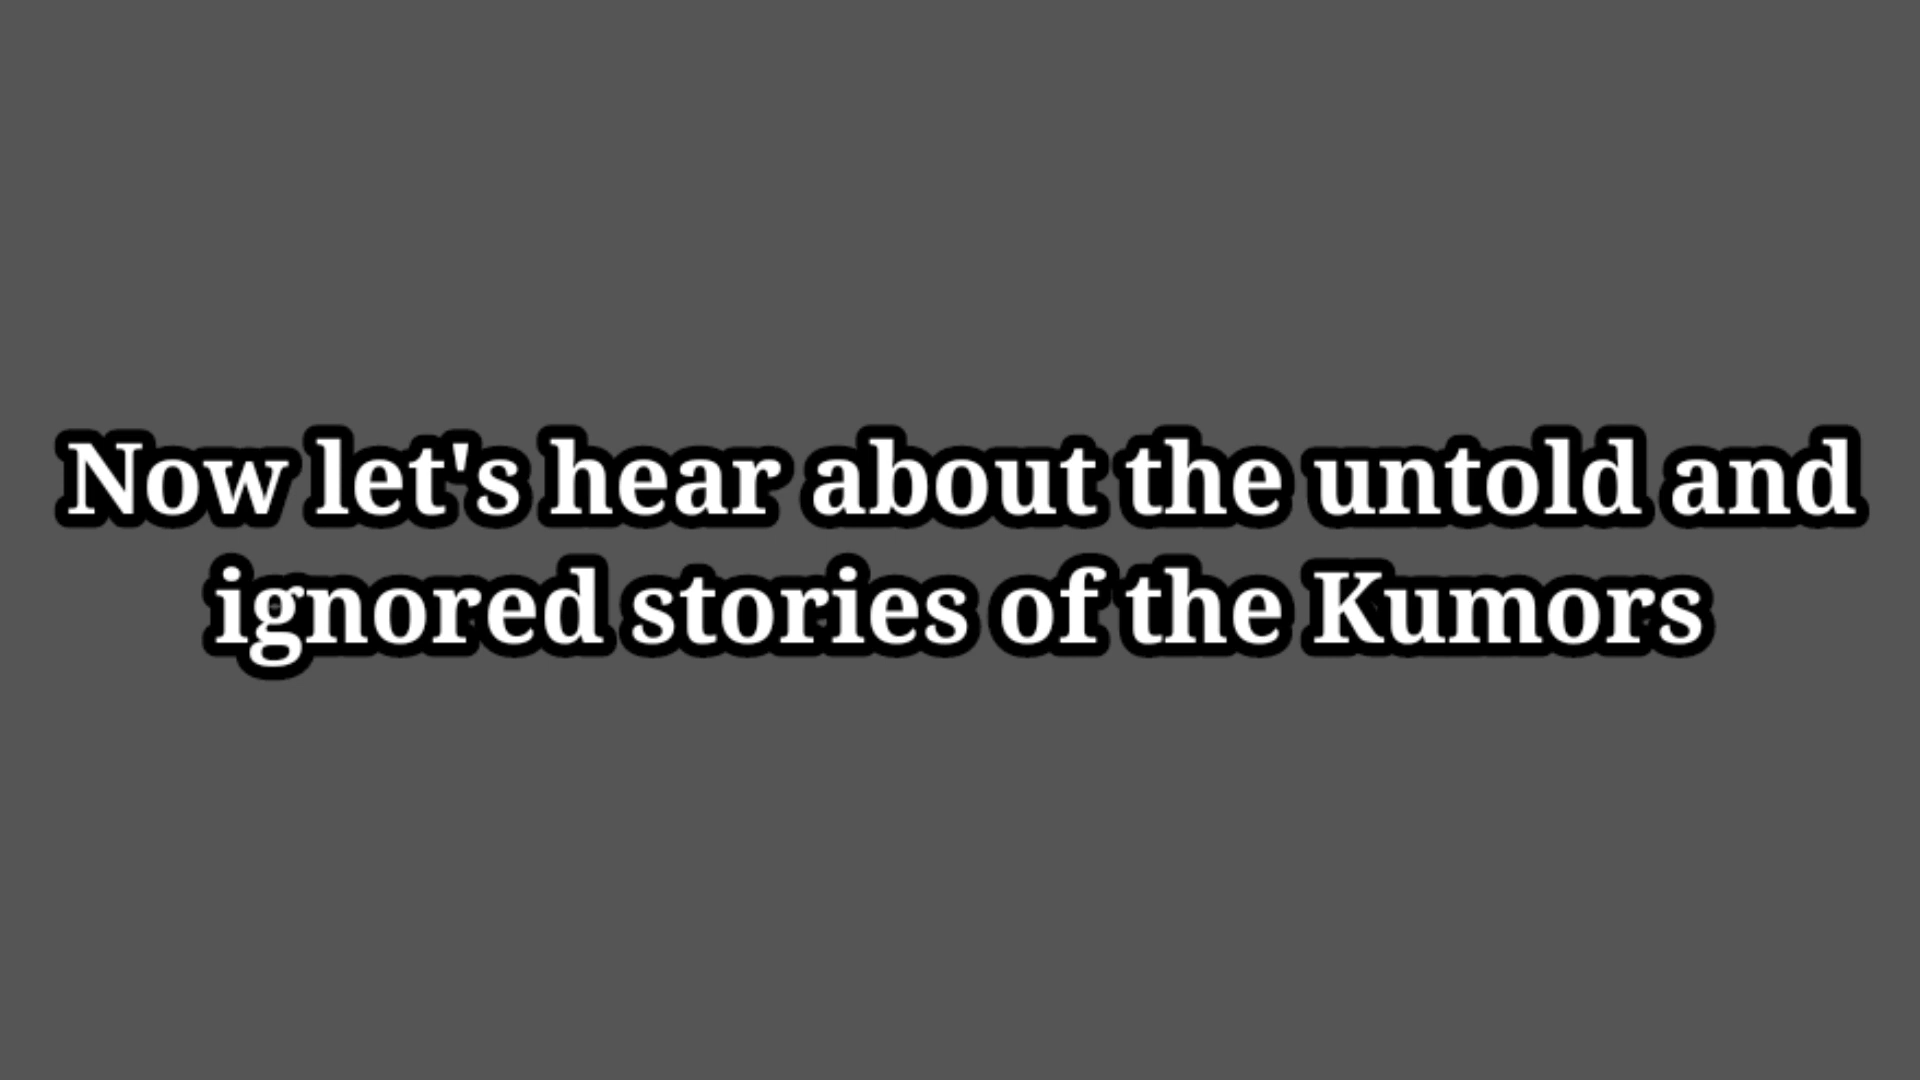 Now let's hear about the untold and
ignored stories of the Kumors